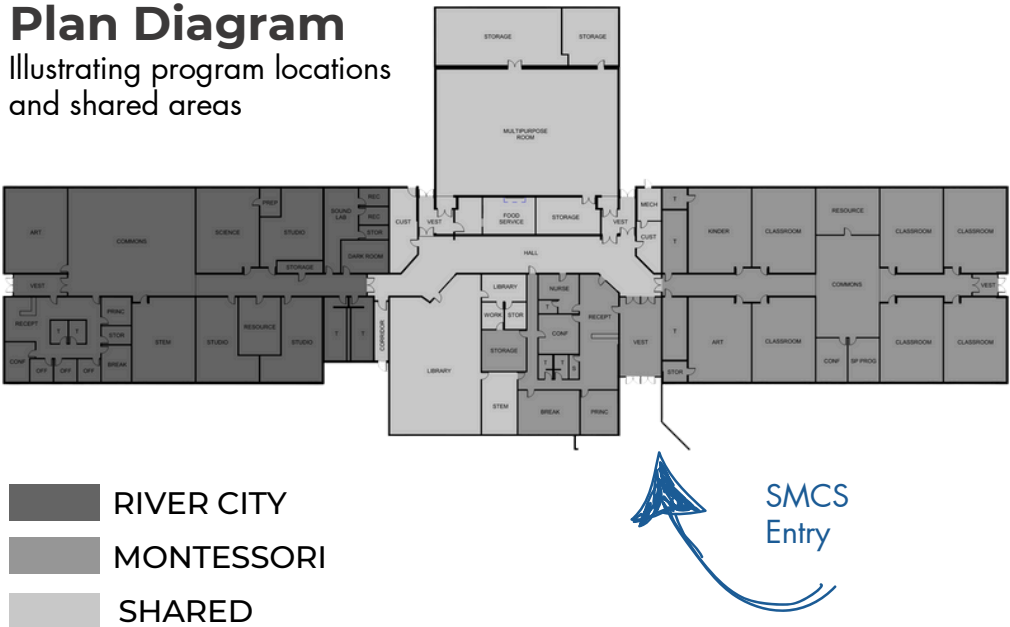 Plan Diagram
Illustrating program locations
and shared areas
STORAGE
STORAGE
MULTIPURPOSE
ROOM
ART
COMMONS
SCIENCE
PREP
STUDIO
STORAGE
SOUND
LAB
REC
REC
STOR
DARK ROOM
CUST
VEST
FOOD
SERVICE
STORAGE
VEST
MECH
CUST
T
T
KINDER
CLASSROOM
RESOURCE
CLASSROOM
CLASSROOM
HALL
VEST
COMMONS
VEST
RECEPT
T
T
PRINC
STOR
BREAK
CONF
OFF
OFF
OFF
STEM
STUDIO
RESOURCE
STUDIO
T
T
CORRIDOR
LIBRARY
LIBRARY
WORK
STOR
STORAGE
STEM
NURSE
T
CONF
T
T
S
RECEPT
BREAK
PRINC
VEST
T
STOR
ART
CLASSROOM
CONF
SP PROG
CLASSROOM
CLASSROOM
RIVER CITY
MONTESSORI
SHARED
SMCS
Entry